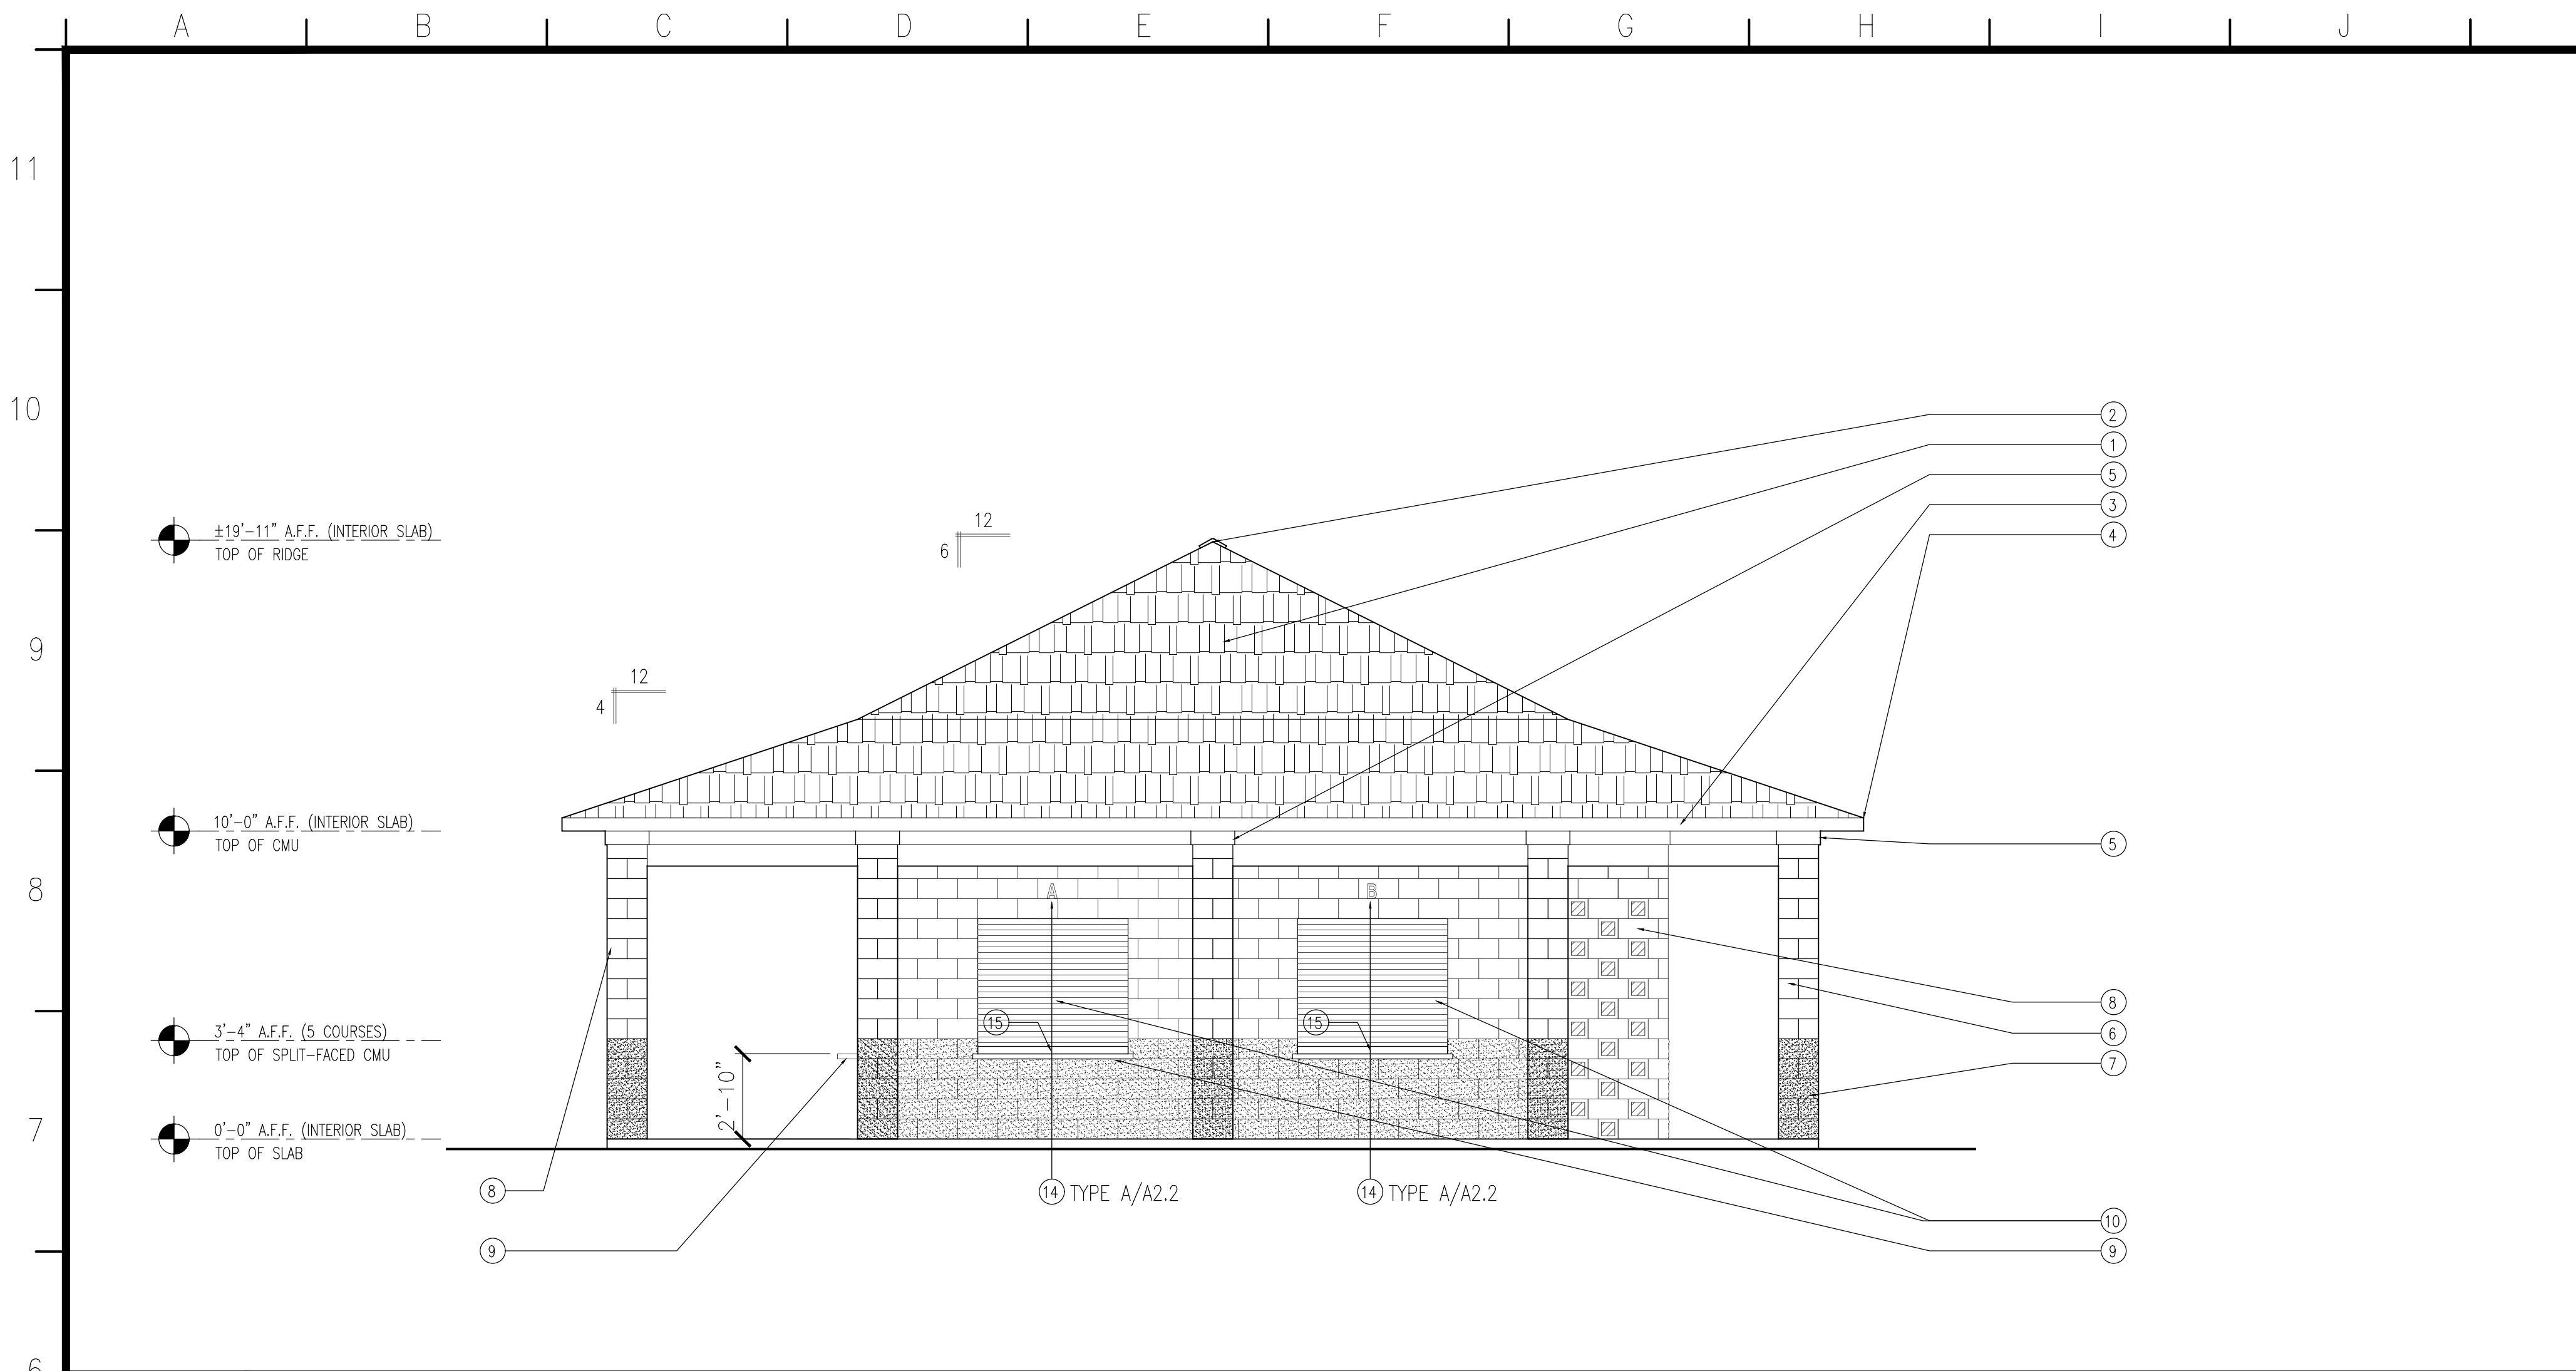 A B C D E F G H I J
11
10
2
1
5
3
4
±19'-11" A.F.F. (INTERIOR SLAB)
TOP OF RIDGE
12
6
9
12
4
10'-0" A.F.F. (INTERIOR SLAB)
TOP OF CMU
5
8
A B
8
15 15
3'-4" A.F.F. (5 COURSES)
TOP OF SPLIT-FACED CMU
6
7
2'-10"
7
0'-0" A.F.F. (INTERIOR SLAB)
TOP OF SLAB
8
14 TYPE A/A2.2 14 TYPE A/A2.2
10
9 9
6